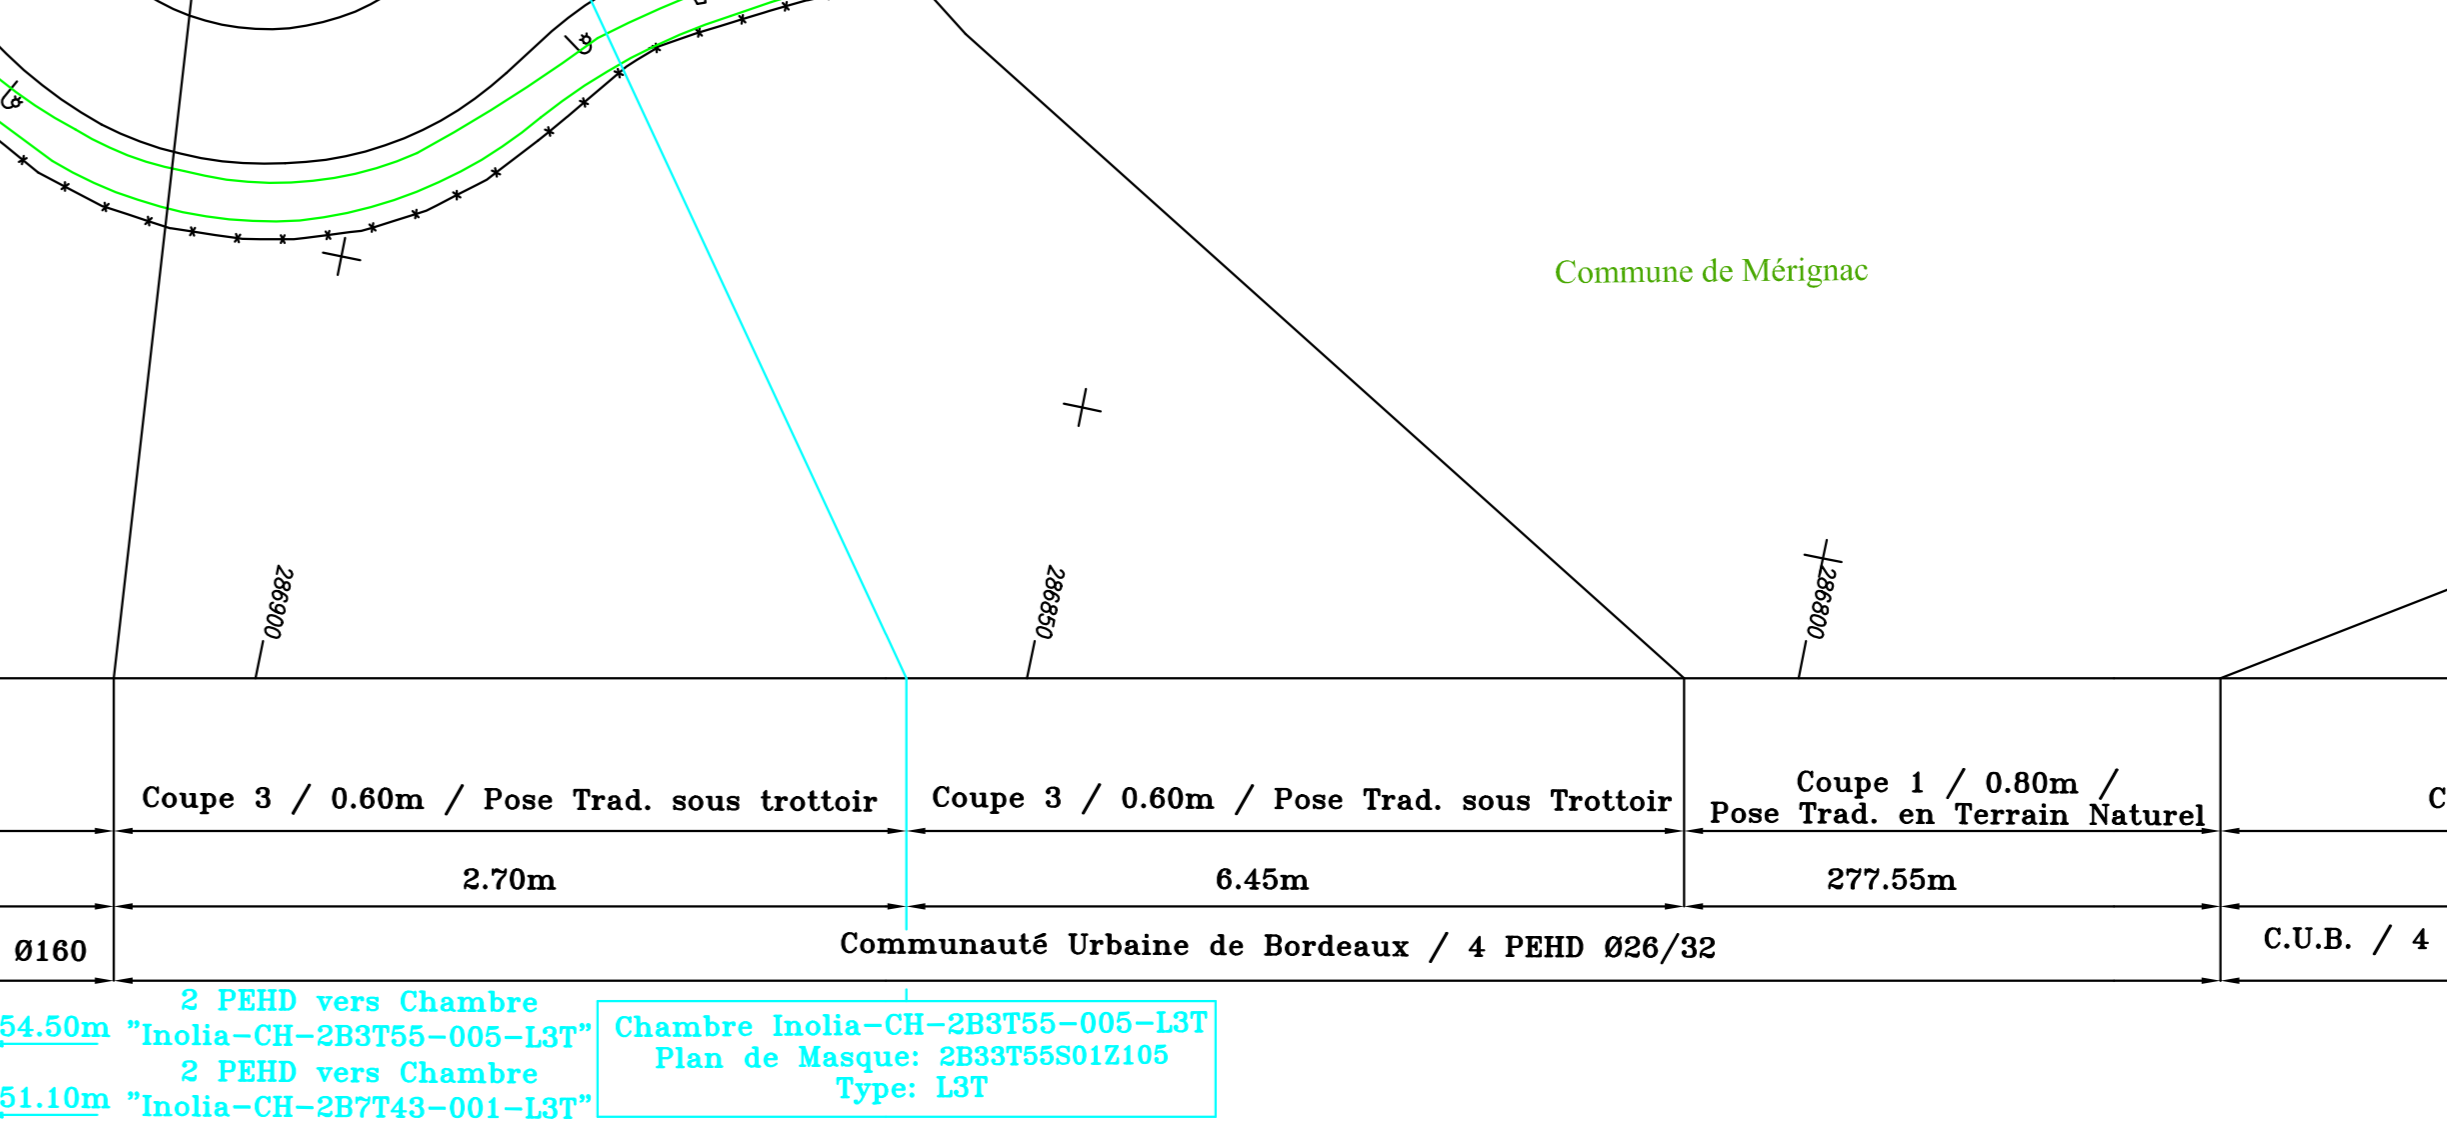 Commune de Mérignac
286900
286850
286800
Coupe 3 / 0.60m / Pose Trad. sous trottoir
Coupe 3 / 0.60m / Pose Trad. sous Trottoir
Coupe 1 / 0.80m /
Pose Trad. en Terrain Naturel
C
2.70m
6.45m
277.55m
Ø160
Communauté Urbaine de Bordeaux / 4 PEHD Ø26/32
C.U.B. / 4
54.50m
2 PEHD vers Chambre
"Inolia-CH-2B3T55-005-L3T"
51.10m
2 PEHD vers Chambre
"Inolia-CH-2B7T43-001-L3T"
Chambre Inolia-CH-2B3T55-005-L3T
Plan de Masque: 2B33T55S01Z105
Type: L3T